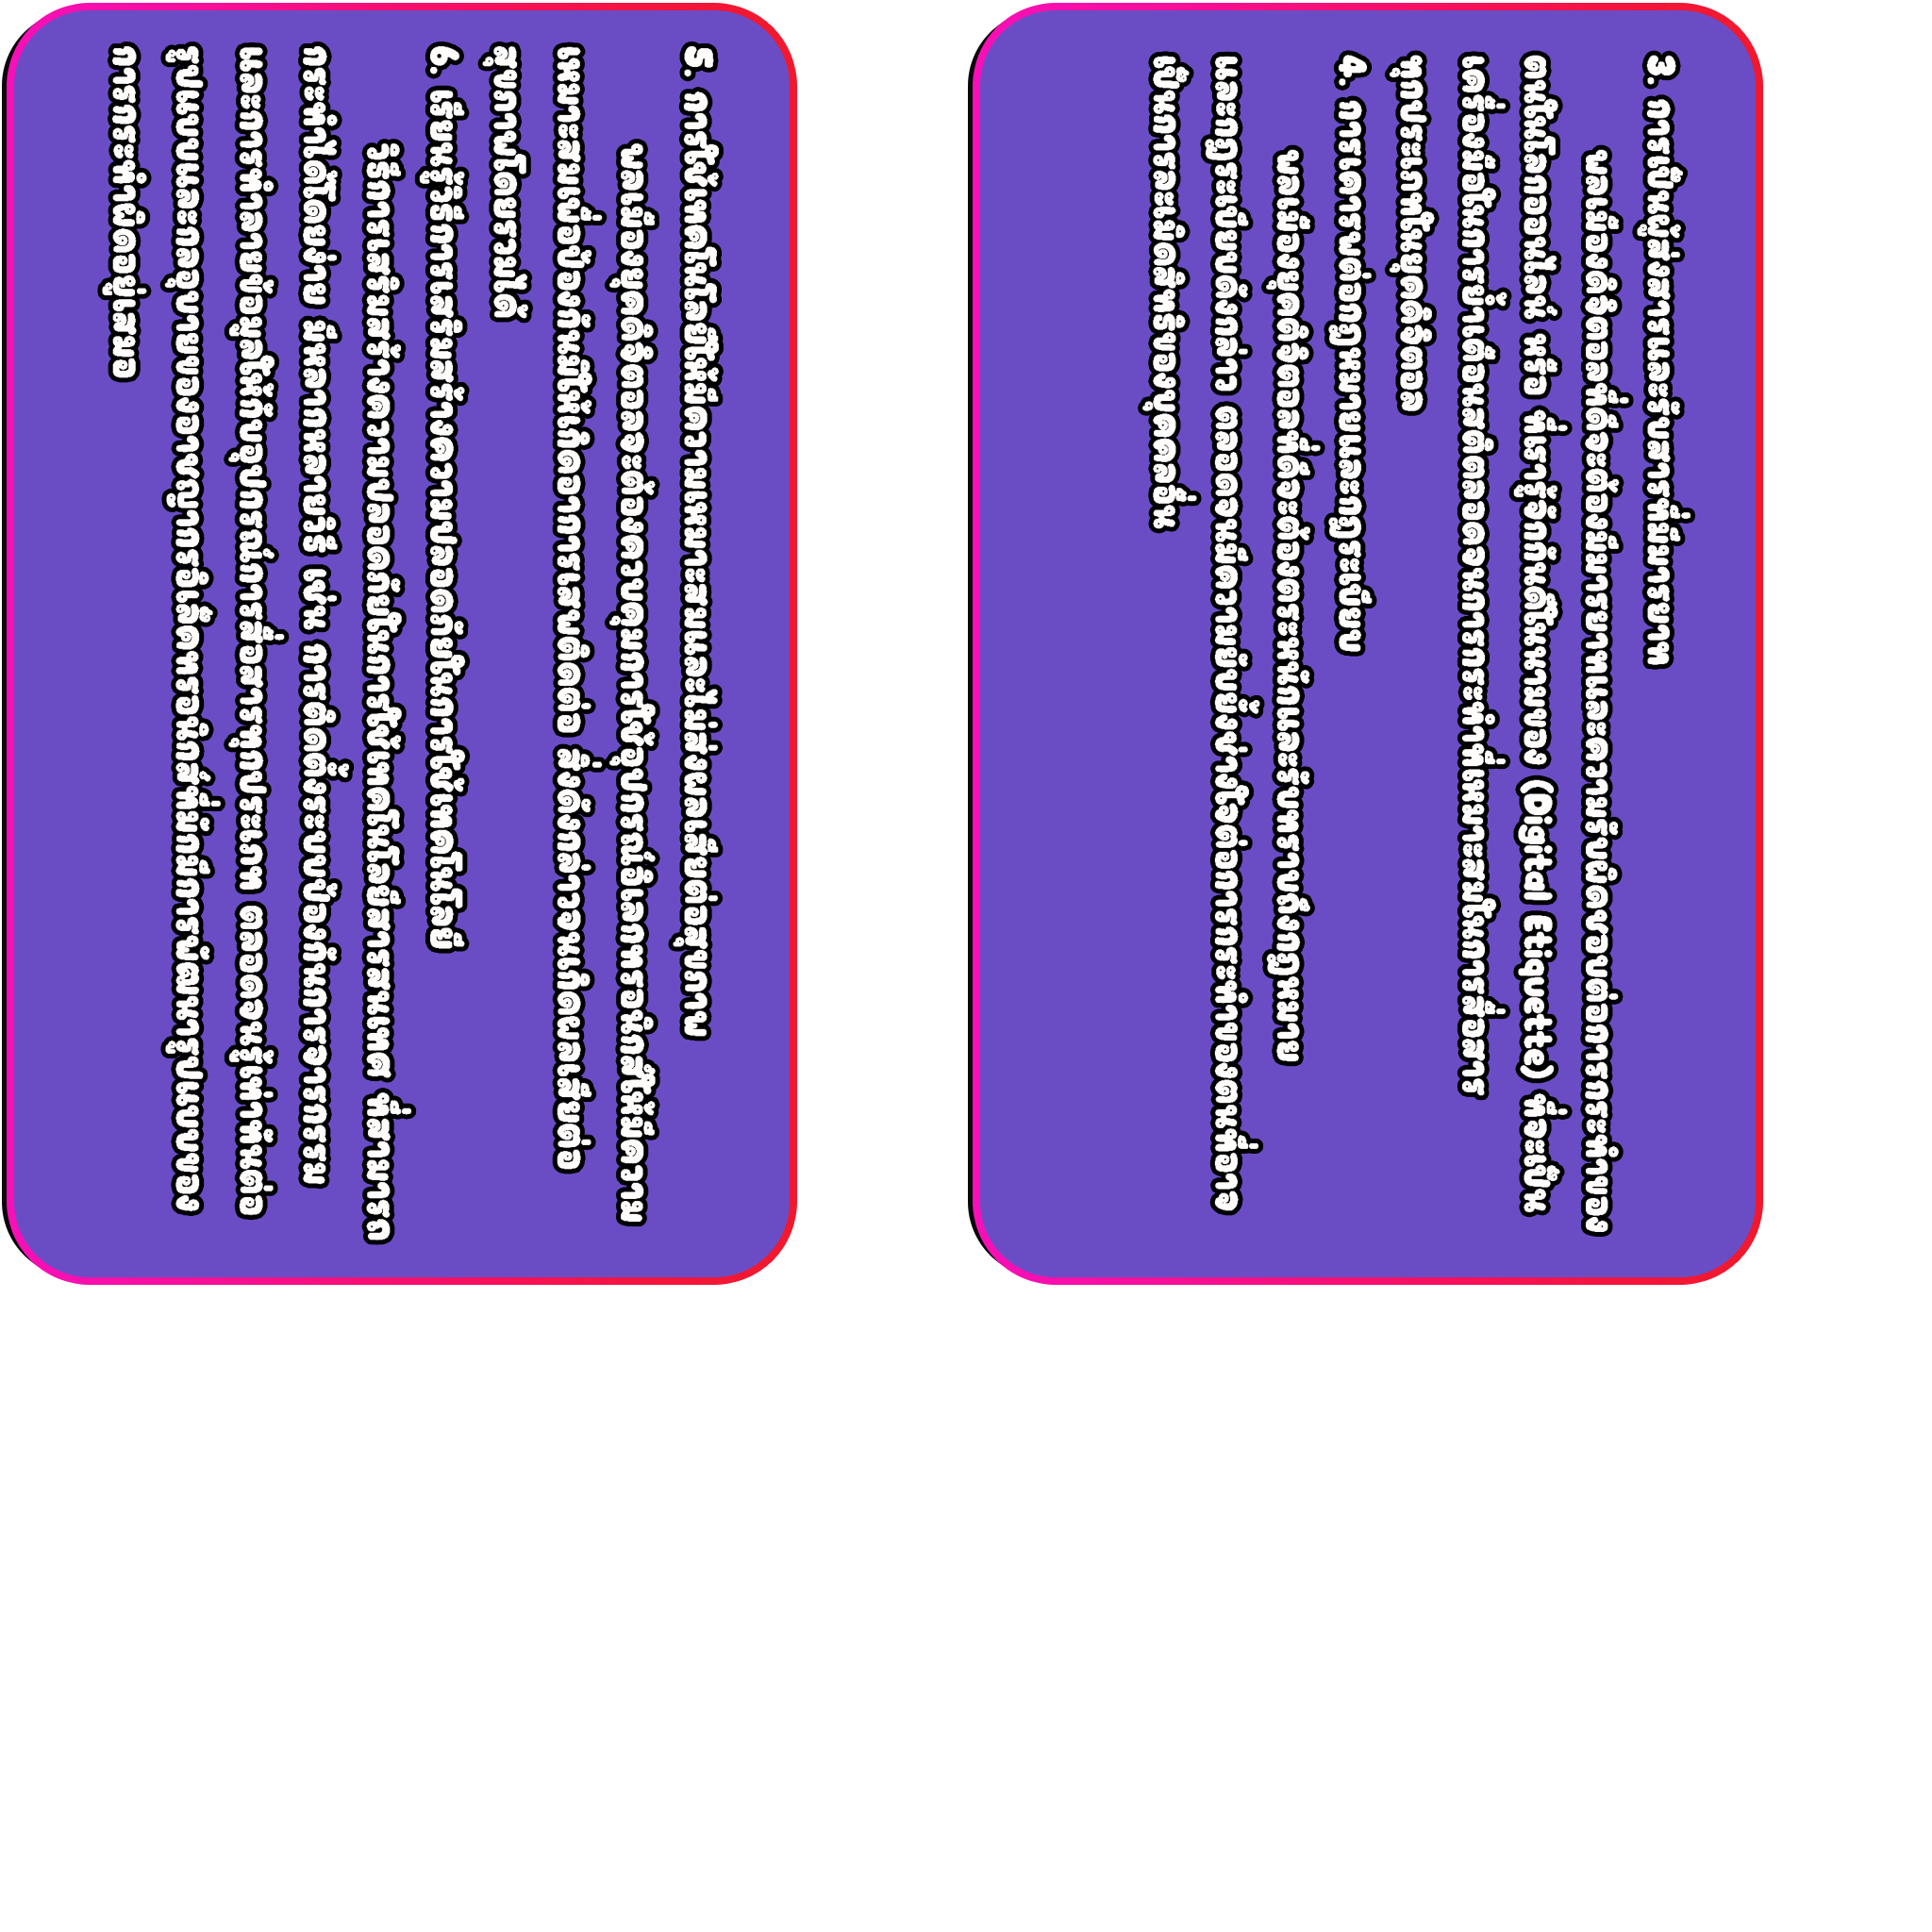 3. การเป็นผู้ใช้สารและรับสารที่มีมารยาท
พลเมืองดิจิตอลที่ดีจะต้องมีมารยาทและความรับผิดชอบต่อการกระทำของ
ตนในโลกออนไลน์ หรือ ที่เรารู้จักกันดีในนามของ (Digital Etiquette) ที่จะเป็น
เครื่องมือในการย้ำเตือนสติตลอดจนการกระทำที่เหมาะสมในการสื่อสาร
ทุกประเภทในยุคดิจิตอล
4. การเคารพต่อกฎหมายและกฎระเบียบ
พลเมืองยุคดิจิตอลที่ดีจะต้องตระหนักและรับทราบถึงกฎหมาย
และกฎระเบียบดังกล่าว ตลอดจนมีความยับยั้งชั่งใจต่อการกระทำของตนที่อาจ
เป็นการละเมิดสิทธิของบุคคลอื่น
5. การใช้เทคโนโลยีให้มีความเหมาะสมและไม่ส่งผลเสียต่อสุขภาพ
พลเมืองยุคดิจิตอลจะต้องควบคุมการใช้อุปกรณ์อิเลกทรอนิกส์ให้มีความ
เหมาะสมเพื่อป้องกันมิให้เกิดอาการเสพติดต่อ สิ่งดังกล่าวจนเกิดผลเสียต่อ
สุขภาพโดยรวมได้
6. เรียนรู้วิธีการเสริมสร้างความปลอดภัยในการใช้เทคโนโลยี
วิธีการเสริมสร้างความปลอดภัยในการใช้เทคโนโลยีอาจารวมแทต ที่สามารถ
กระทำได้โดยง่าย มีหลากหลายวิธี เช่น การติดตั้งระบบป้องกันการจารกรรม
และการทำลายข้อมูลให้กับอุปกรณ์การสื่อสารทุกประเภท ตลอดจนรู้เท่าทันต่อ
รูปแบบและกลอุบายของอาชญากรอิเล็กทรอนิกส์ที่มักมีการพัฒนารูปแบบของ
การกระทำผิดอยู่เสมอ